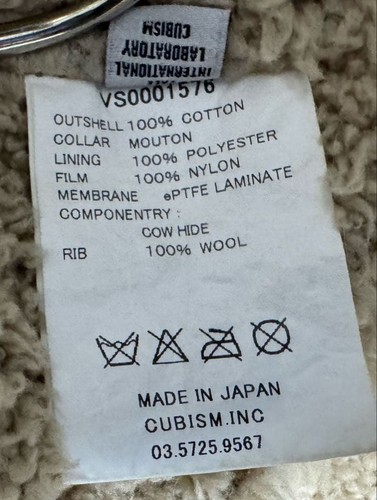 INTERNATIONAL
LABORATORY
CUBISM
VS0001576
OUTSHELL 100% COTTON
COLLAR MOUTON
LINING 100% POLYESTER
FILM 100% NYLON
MEMBRANE ePTFE LAMINATE
COMPONENTRY :
COW HIDE
RIB 100% WOOL
MADE IN JAPAN
CUBISM.INC
03.5725.9567